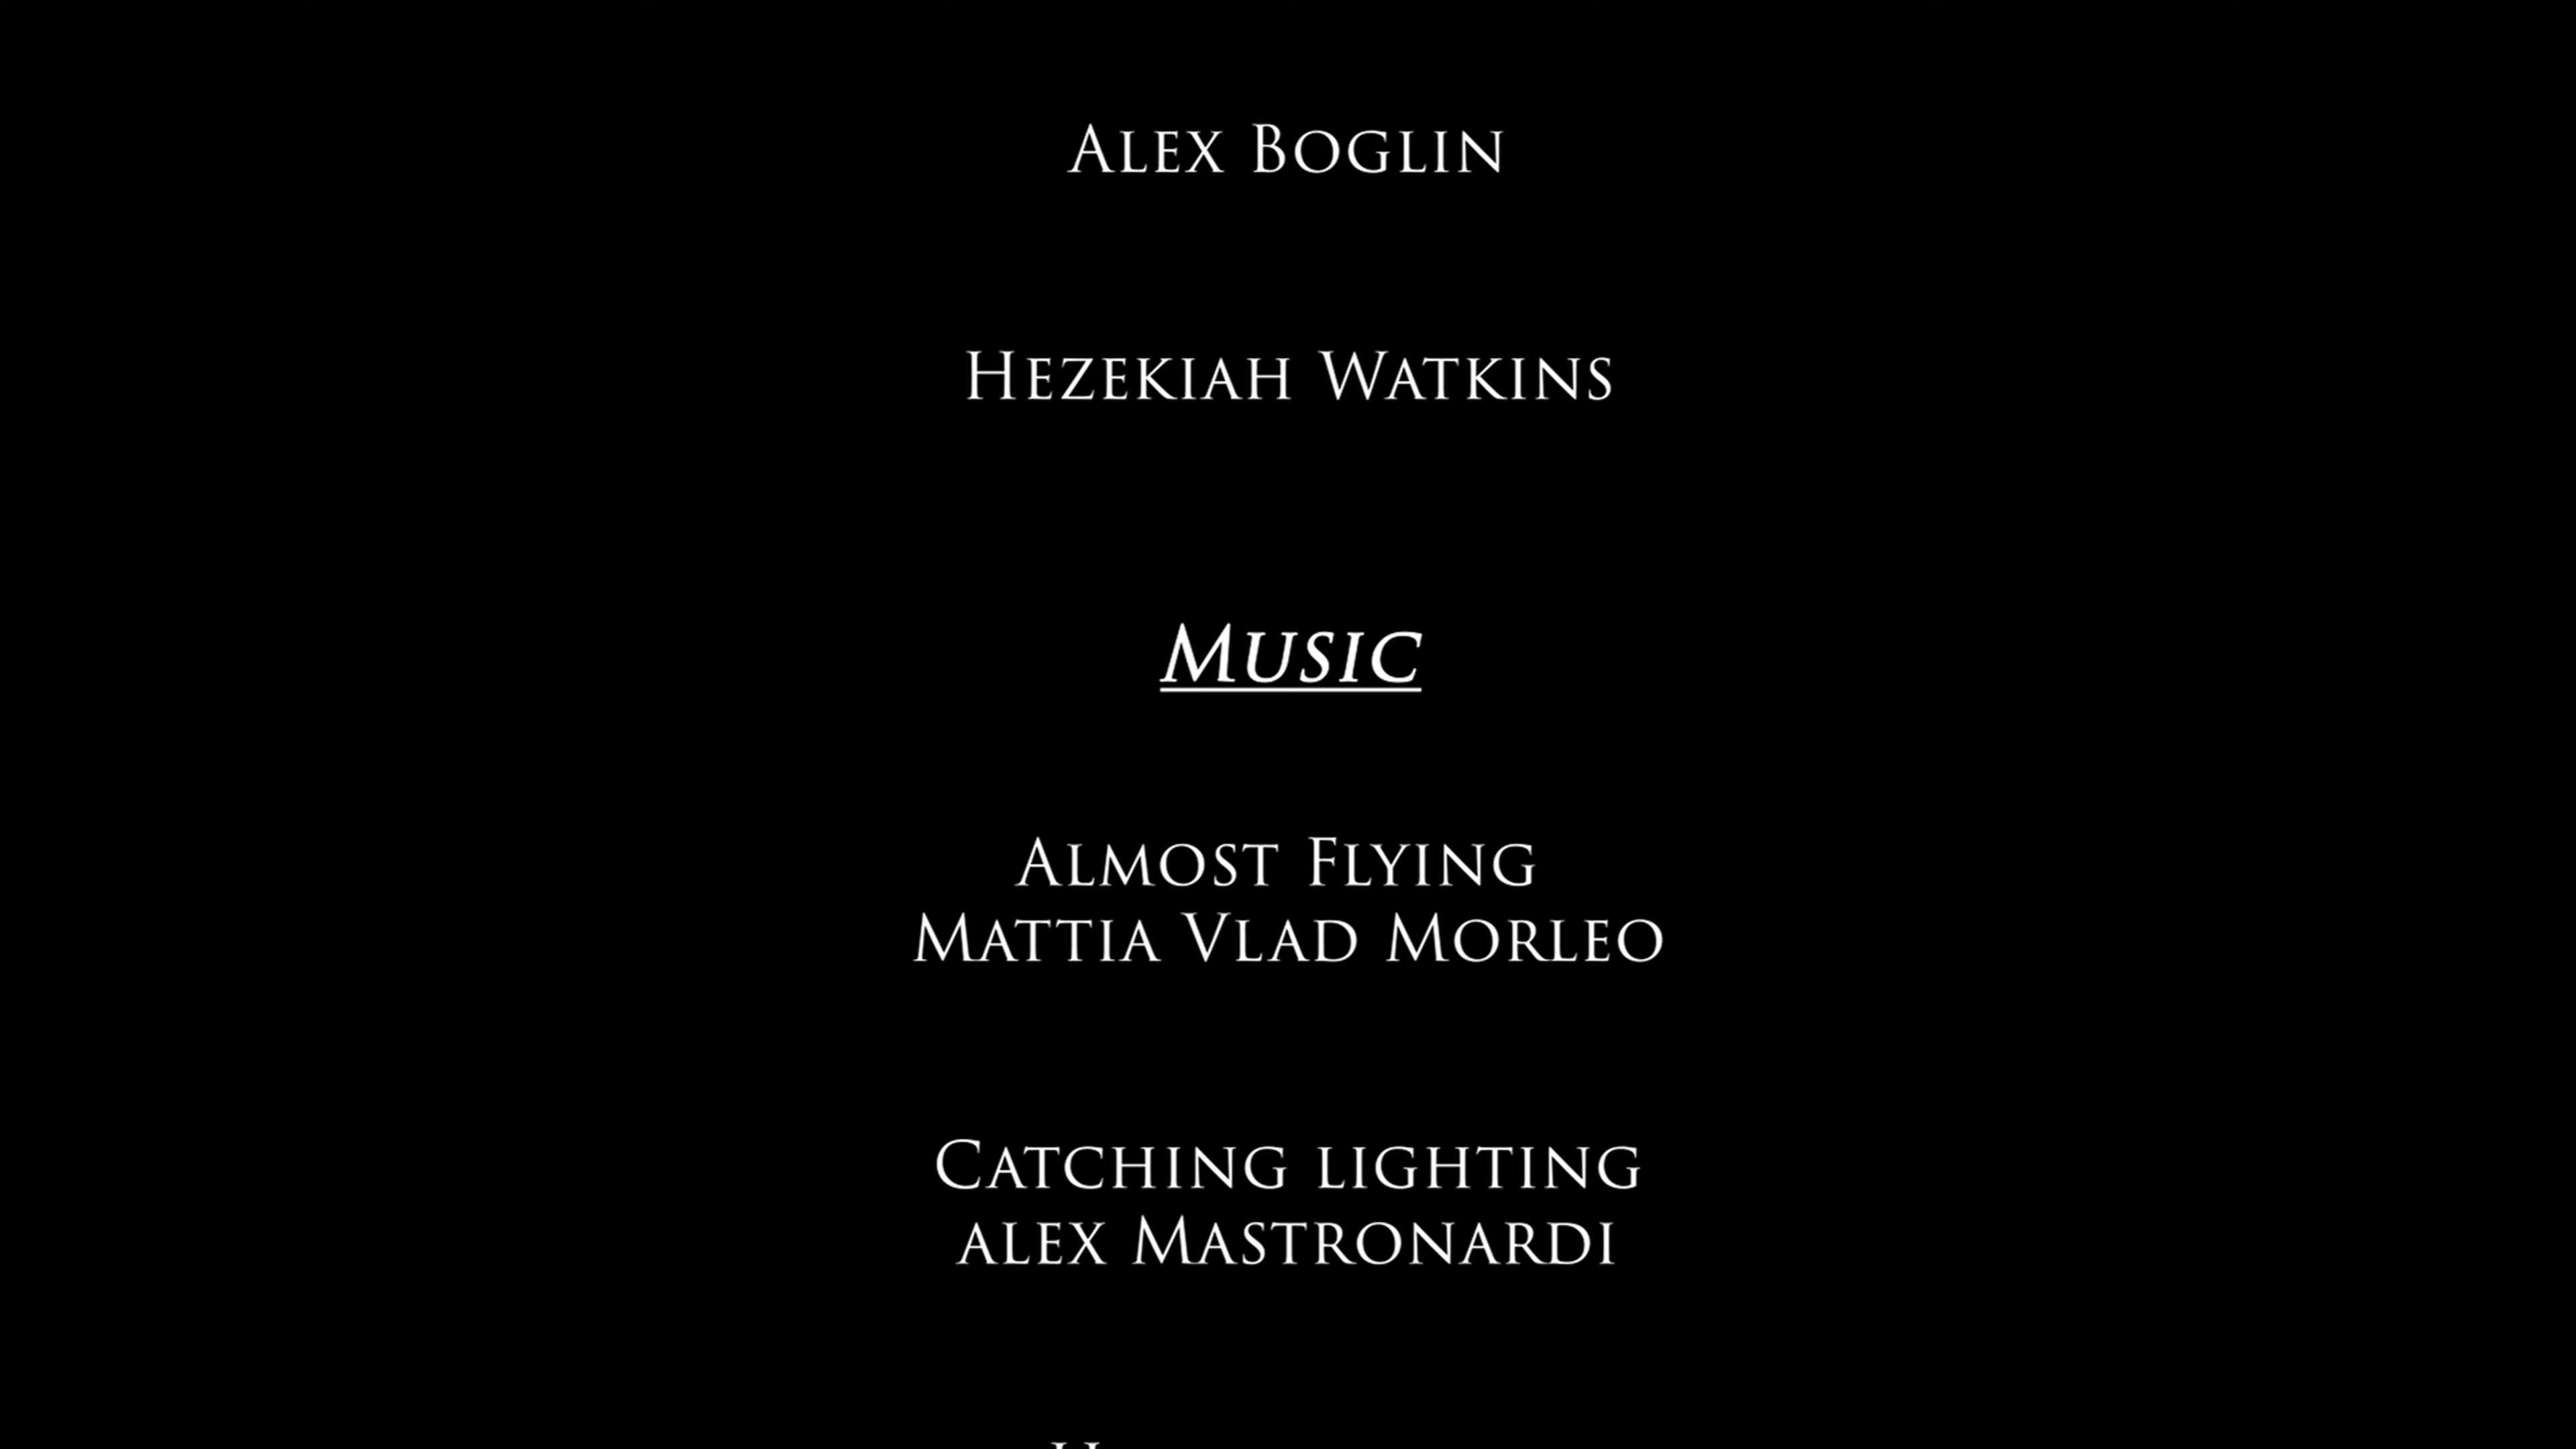 Alex Boglin
Hezekiah Watkins
Music
Almost Flying
Mattia Vlad Morleo
Catching lighting
alex Mastronardi